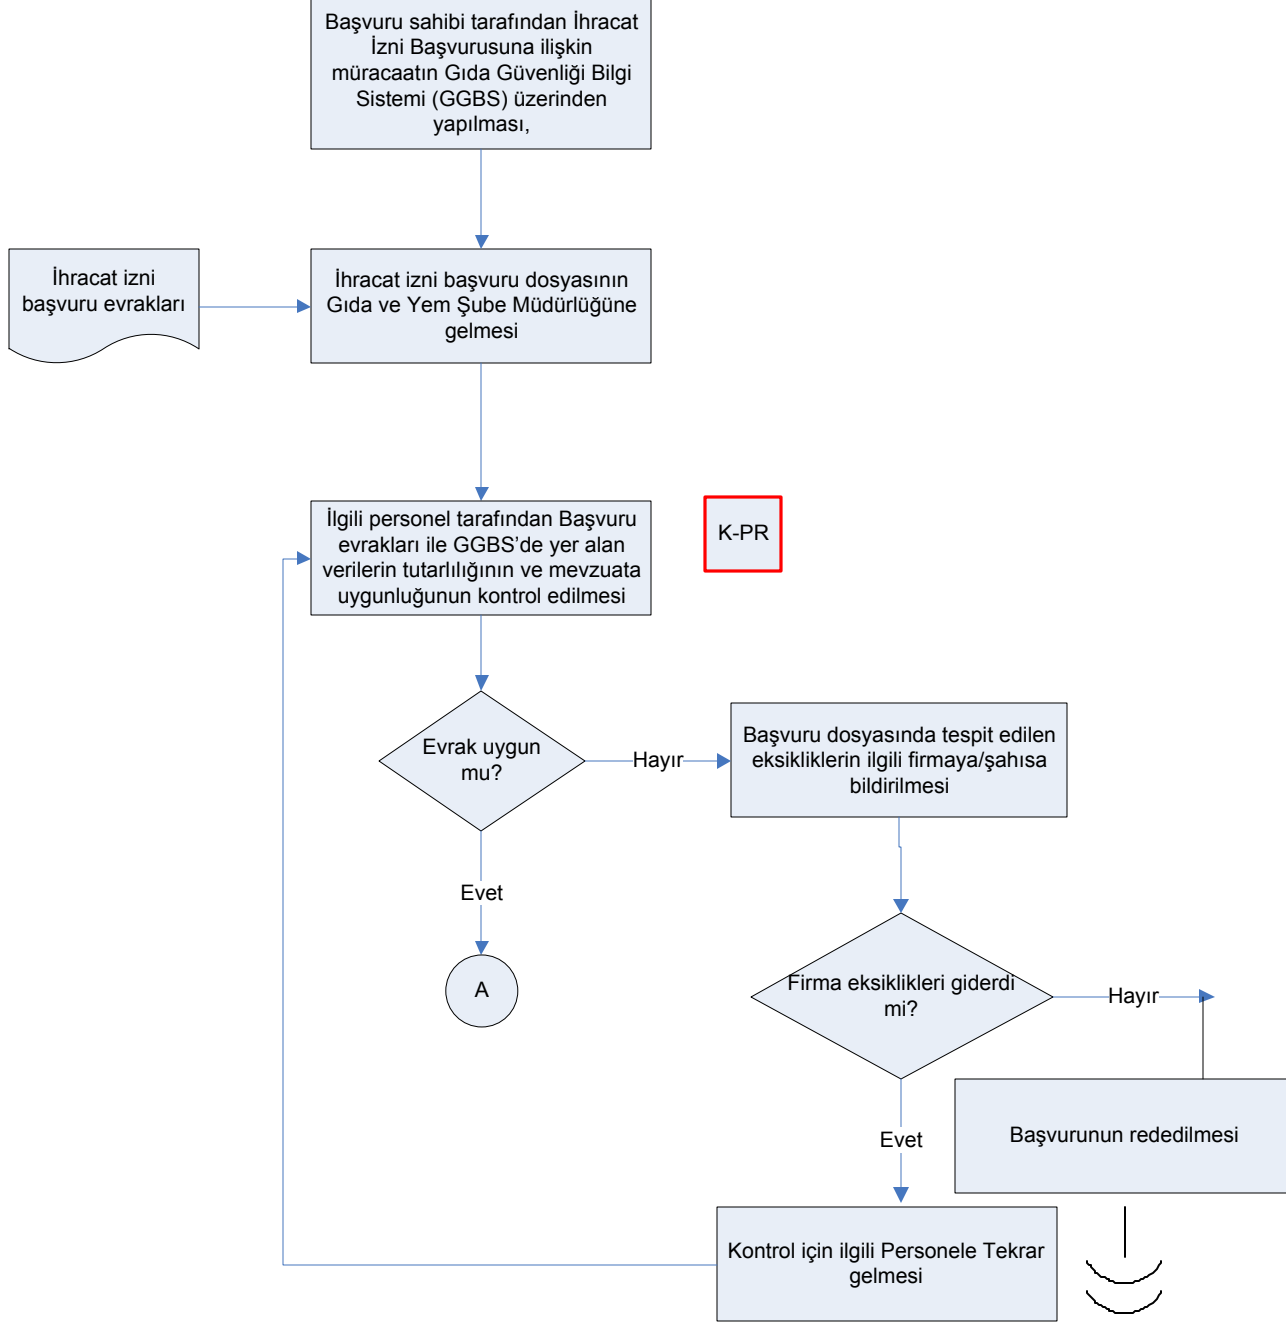 Başvuru sahibi tarafından İhracat
İzni Başvurusuna ilişkin
müracaatın Gıda Güvenliği Bilgi
Sistemi (GGBS) üzerinden
yapılması,
İhracat izni
başvuru evrakları
İhracat izni başvuru dosyasının
Gıda ve Yem Şube Müdürlüğüne
gelmesi
İlgili personel tarafından Başvuru
evrakları ile GGBS’de yer alan
verilerin tutarlılığının ve mevzuata
uygunluğunun kontrol edilmesi
K-PR
Evrak uygun
mu?
Hayır
Başvuru dosyasında tespit edilen
eksikliklerin ilgili firmaya/şahısa
bildirilmesi
Evet
A
Firma eksiklikleri giderdi
mi?
Hayır
Evet
Başvurunun rededilmesi
Kontrol için ilgili Personele Tekrar
gelmesi